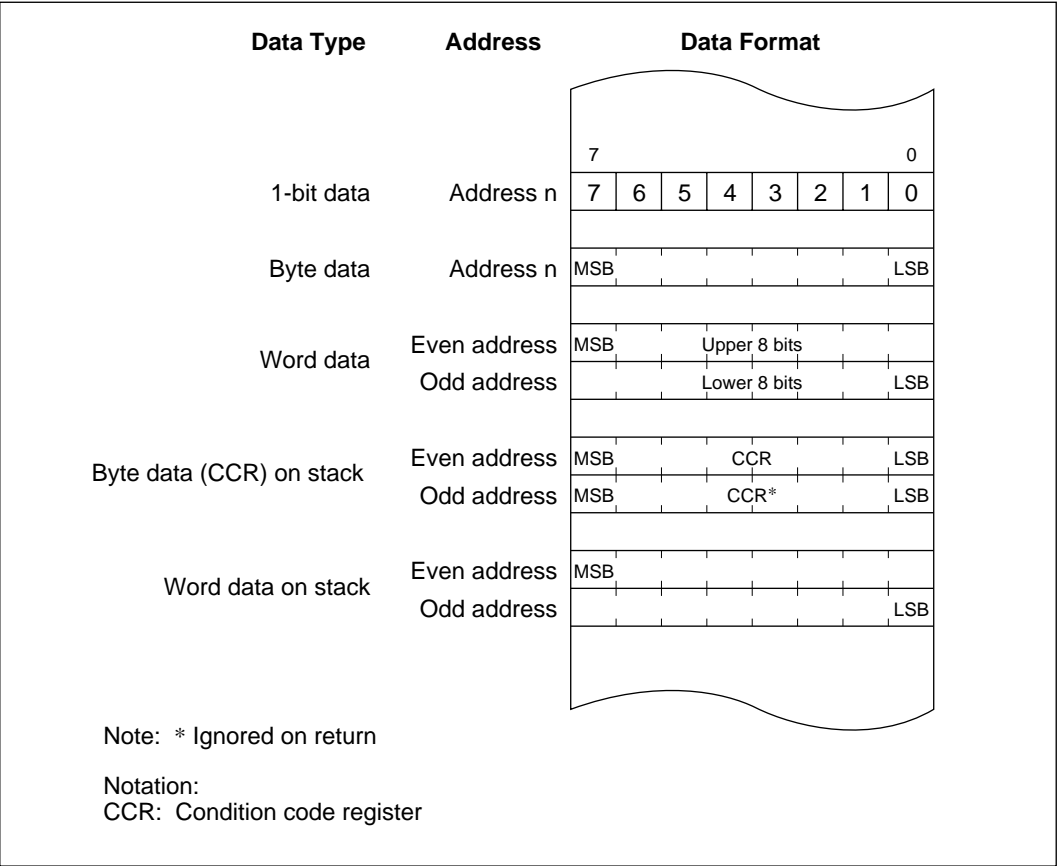 Data Type Address Data Format
7 0
1-bit data Address n 7 6 5 4 3 2 1 0
Byte data Address n MSB LSB
Word data
Even address MSB Upper 8 bits
Odd address Lower 8 bits LSB
Byte data (CCR) on stack
Even address MSB CCR LSB
Odd address MSB CCR* LSB
Word data on stack
Even address MSB
Odd address LSB
Note: * Ignored on return
Notation:
CCR: Condition code register